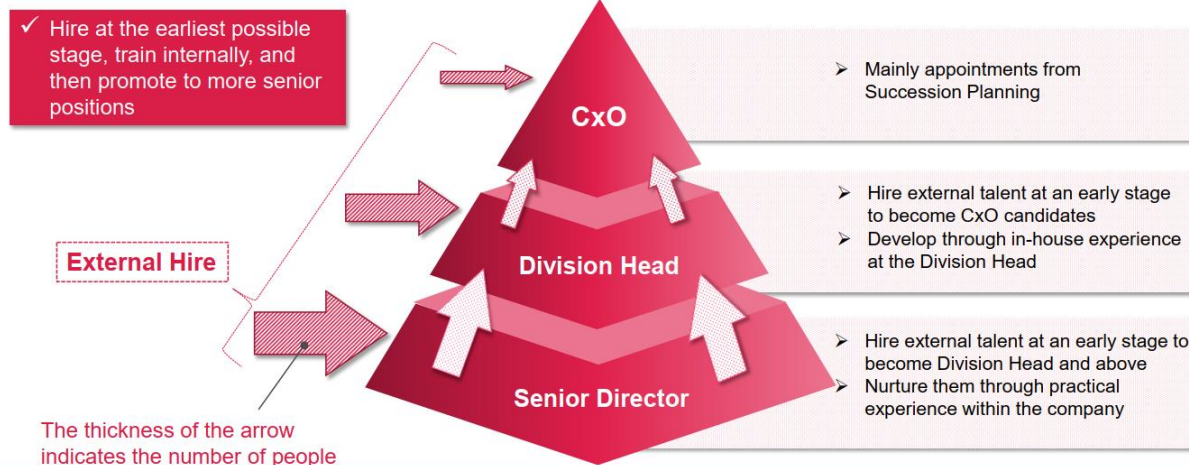 ✓ Hire at the earliest possible
stage, train internally, and
then promote to more senior
positions
CxO
➢ Mainly appointments from
Succession Planning
➢ Hire external talent at an early stage
to become CxO candidates
➢ Develop through in-house experience
at the Division Head
External Hire
Division Head
➢ Hire external talent at an early stage to
become Division Head and above
➢ Nurture them through practical
experience within the company
Senior Director
The thickness of the arrow
indicates the number of people